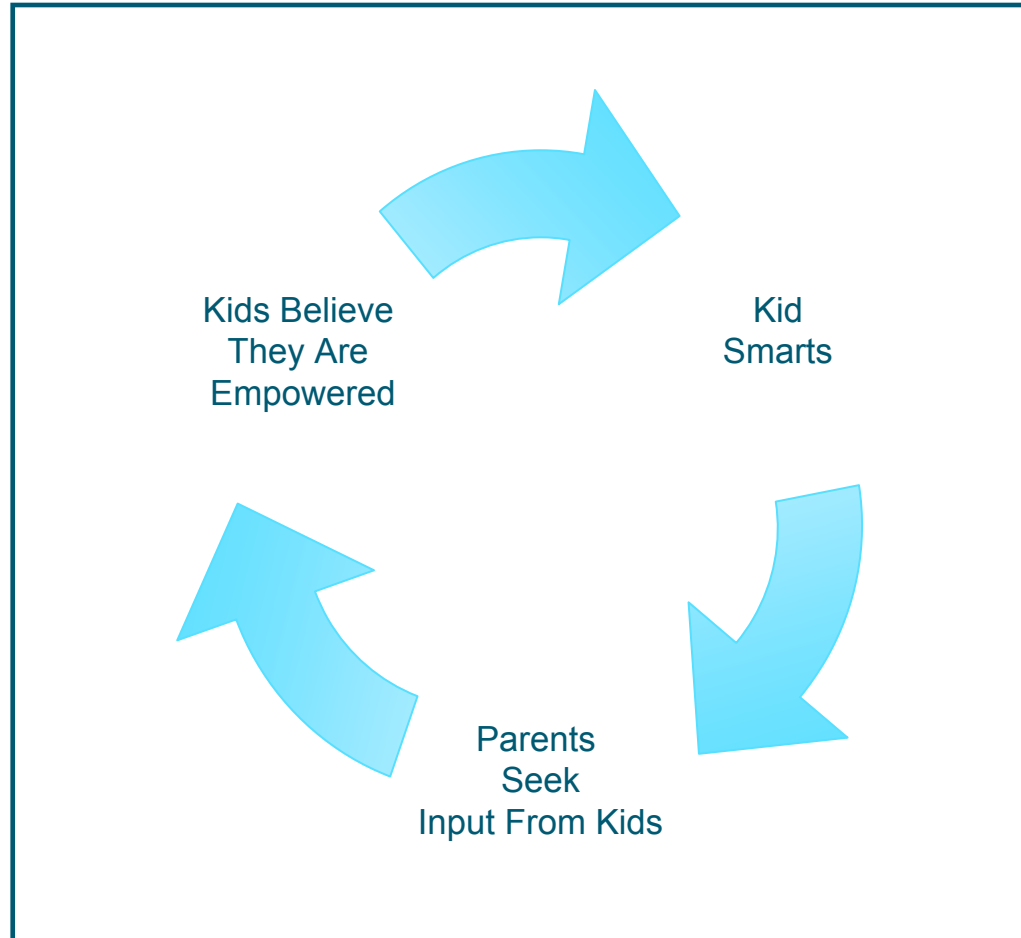 Kids Believe
They Are
Empowered
Kid
Smarts
Parents
Seek
Input From Kids